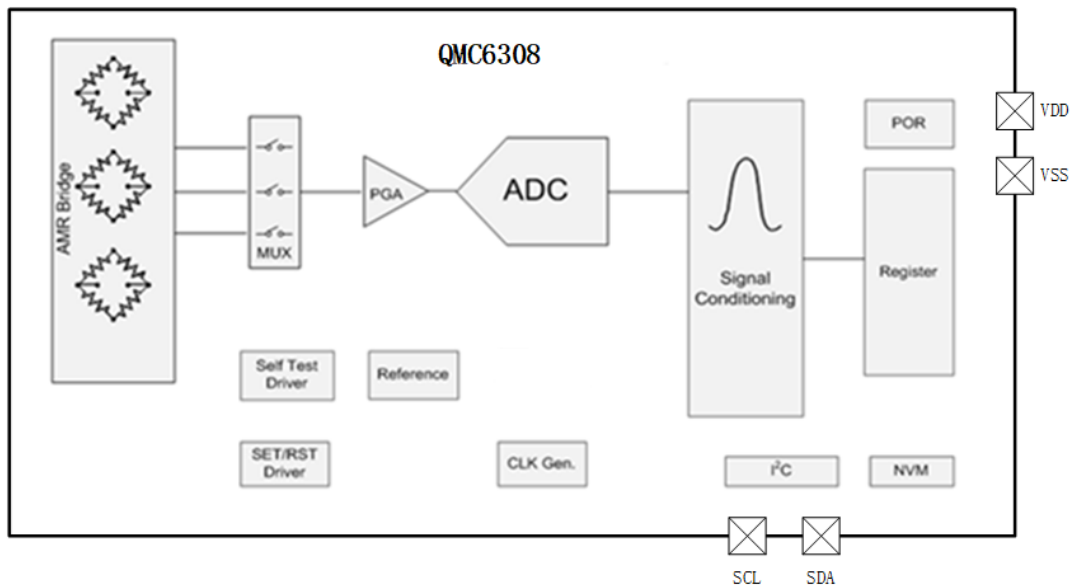 QMC6308
AMR Bridge
MUX
PGA
ADC
Signal
Conditioning
POR
Register
VDD
VSS
Self Test
Driver
Reference
SET/RST
Driver
CLK Gen.
I²C
NVM
SCL
SDA